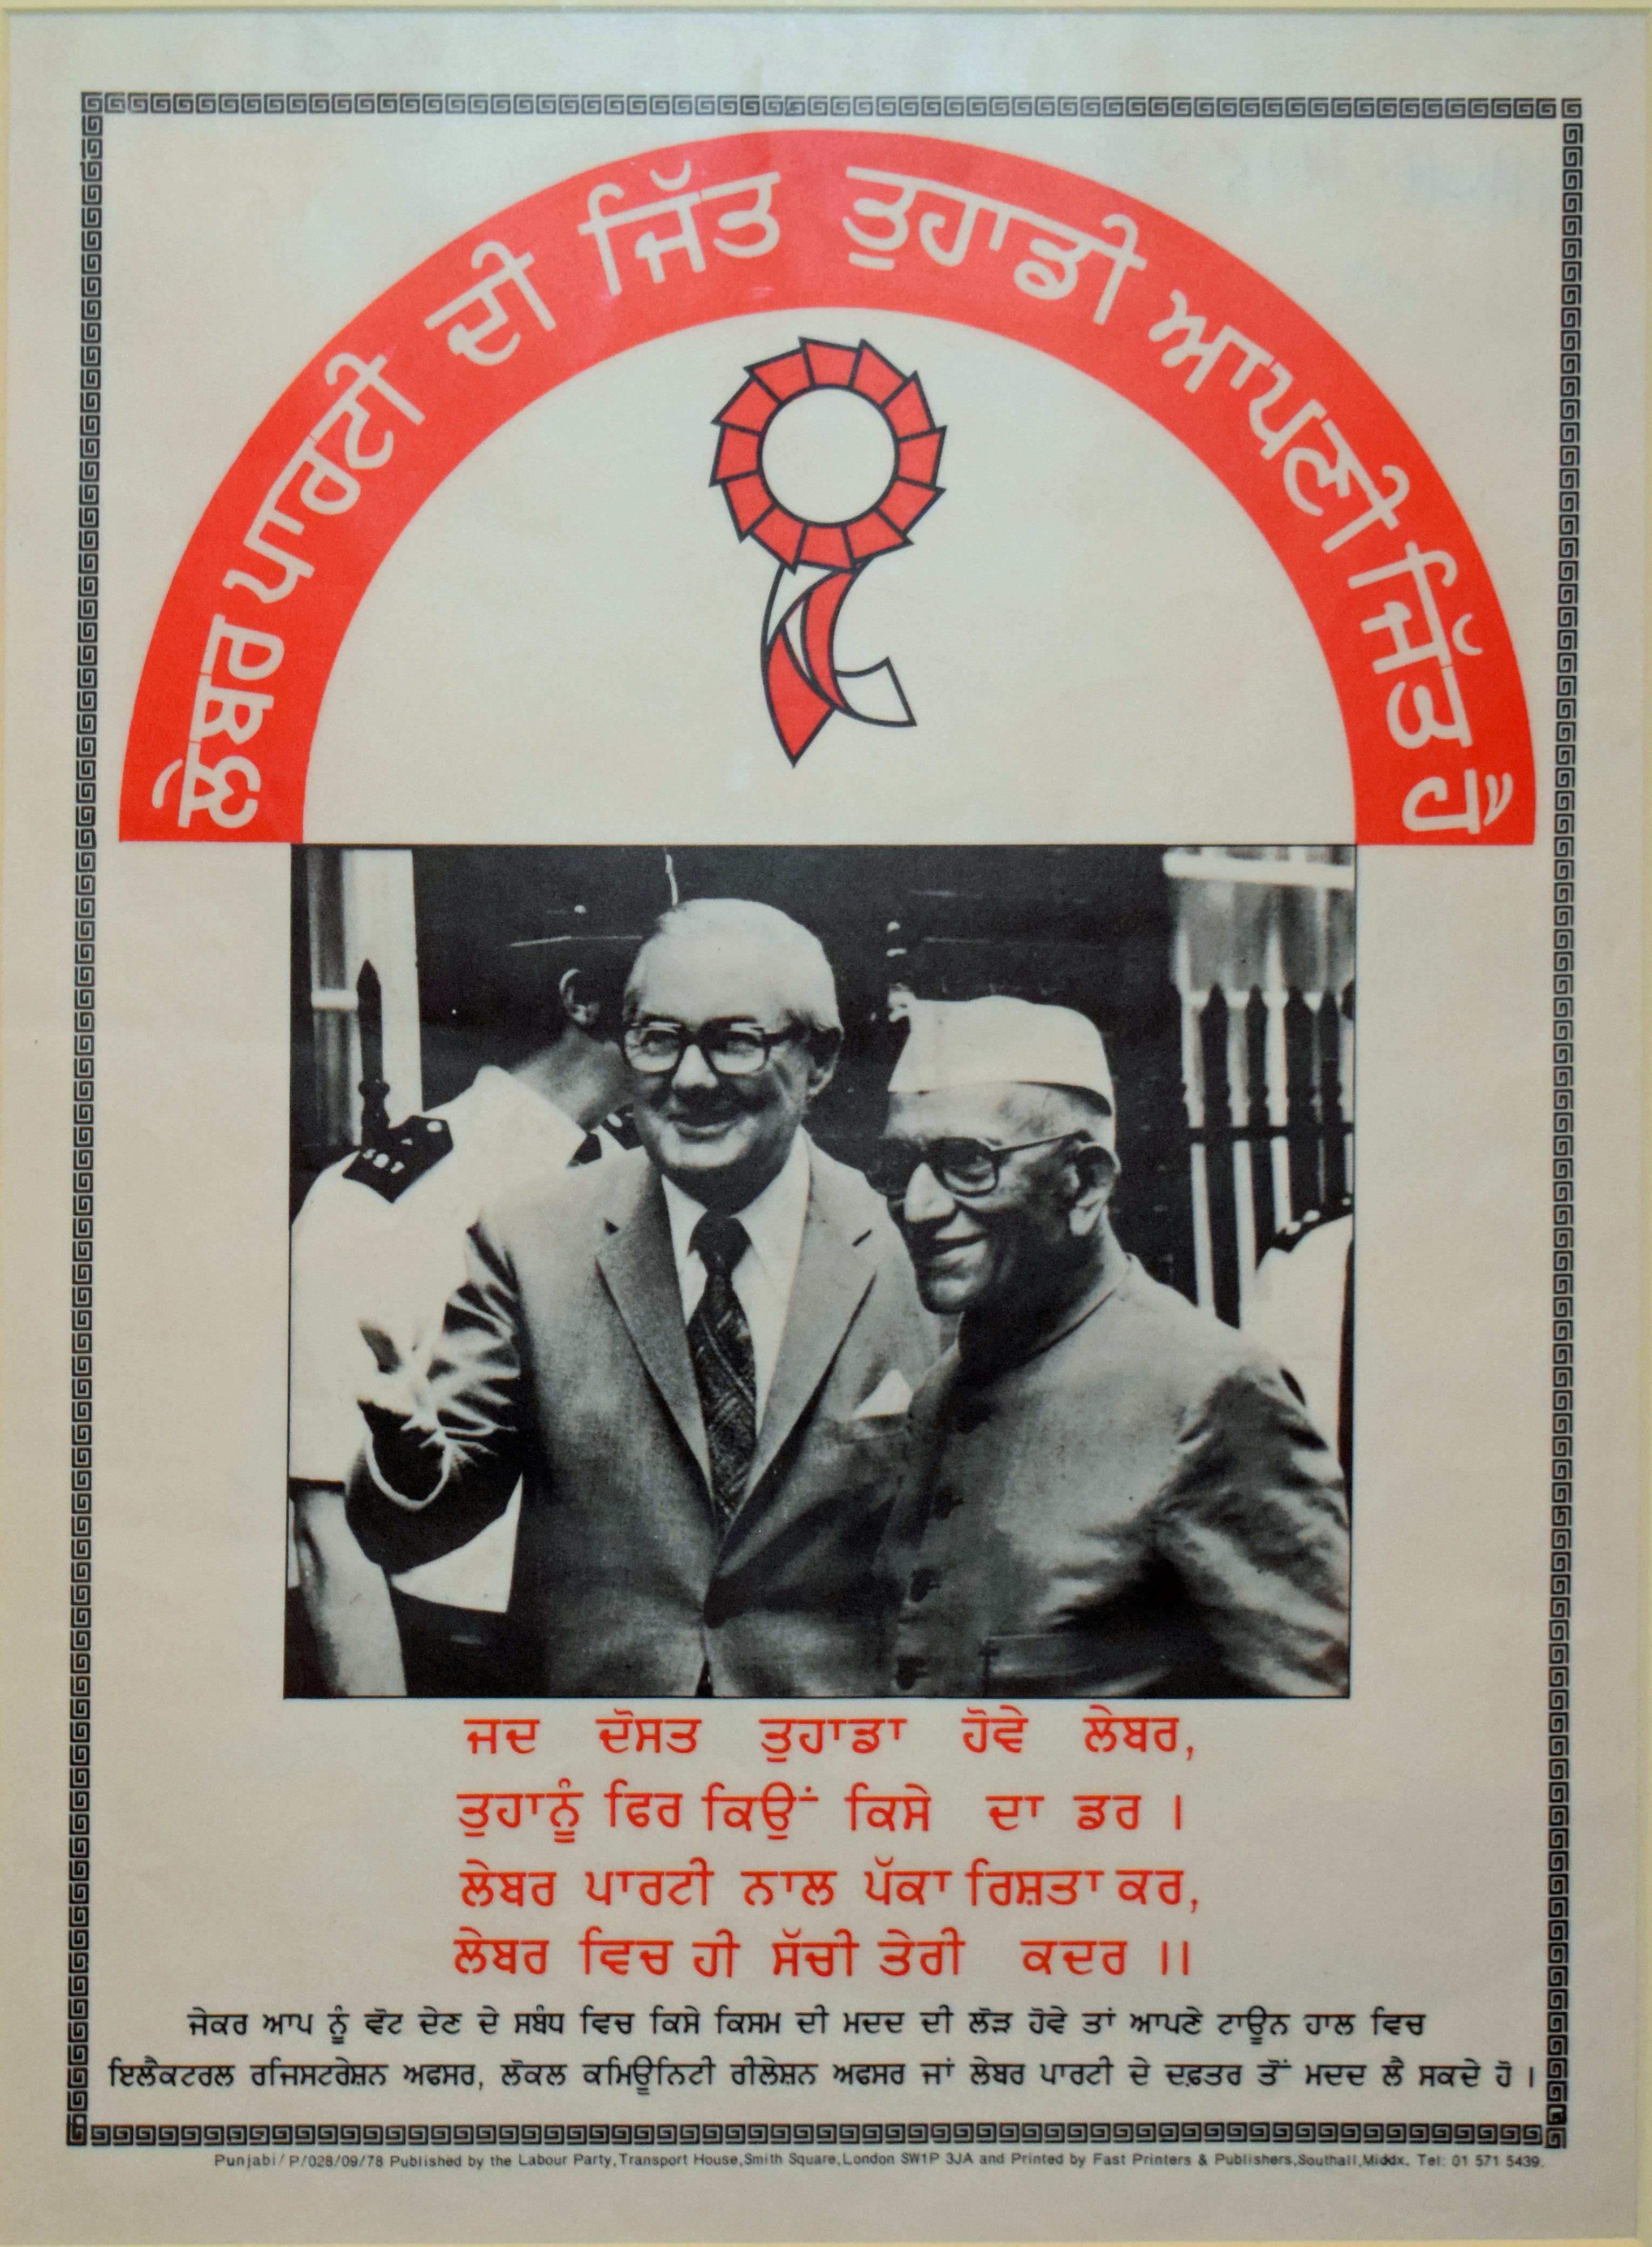 ਲੇਬਰ ਪਾਰਟੀ ਦੀ ਜਿੱਤ ਤੁਹਾਡੀ ਆਪਣੀ ਜਿੱਤ ਹੈ
ਜਦ ਦੋਸਤ ਤੁਹਾਡਾ ਹੋਵੇ ਲੇਬਰ,
ਤੁਹਾਨੂੰ ਫਿਰ ਕਿਉਂ ਕਿਸੇ ਦਾ ਡਰ ।
ਲੇਬਰ ਪਾਰਟੀ ਨਾਲ ਪੱਕਾ ਰਿਸ਼ਤਾ ਕਰ,
ਲੇਬਰ ਵਿਚ ਹੀ ਸੱਚੀ ਤੇਰੀ ਕਦਰ ।।
ਜੇਕਰ ਆਪ ਨੂੰ ਵੋਟ ਦੇਣ ਦੇ ਸਬੰਧ ਵਿਚ ਕਿਸੇ ਕਿਸਮ ਦੀ ਮਦਦ ਦੀ ਲੋੜ ਹੋਵੇ ਤਾਂ ਆਪਣੇ ਟਾਊਨ ਹਾਲ ਵਿਚ
ਇਲੈਕਟਰਲ ਰਜਿਸਟਰੇਸ਼ਨ ਅਫਸਰ, ਲੋਕਲ ਕਮਿਊਨਿਟੀ ਰੀਲੇਸ਼ਨ ਅਫਸਰ ਜਾਂ ਲੇਬਰ ਪਾਰਟੀ ਦੇ ਦਫ਼ਤਰ ਤੋਂ ਮਦਦ ਲੈ ਸਕਦੇ ਹੋ ।
Punjabi/ P/028/09/78 Published by the Labour Party,Transport House,Smith Square,London SW1P 3JA and Printed by Fast Printers & Publishers,Southall,Middx. Tel: 01 571 5439.